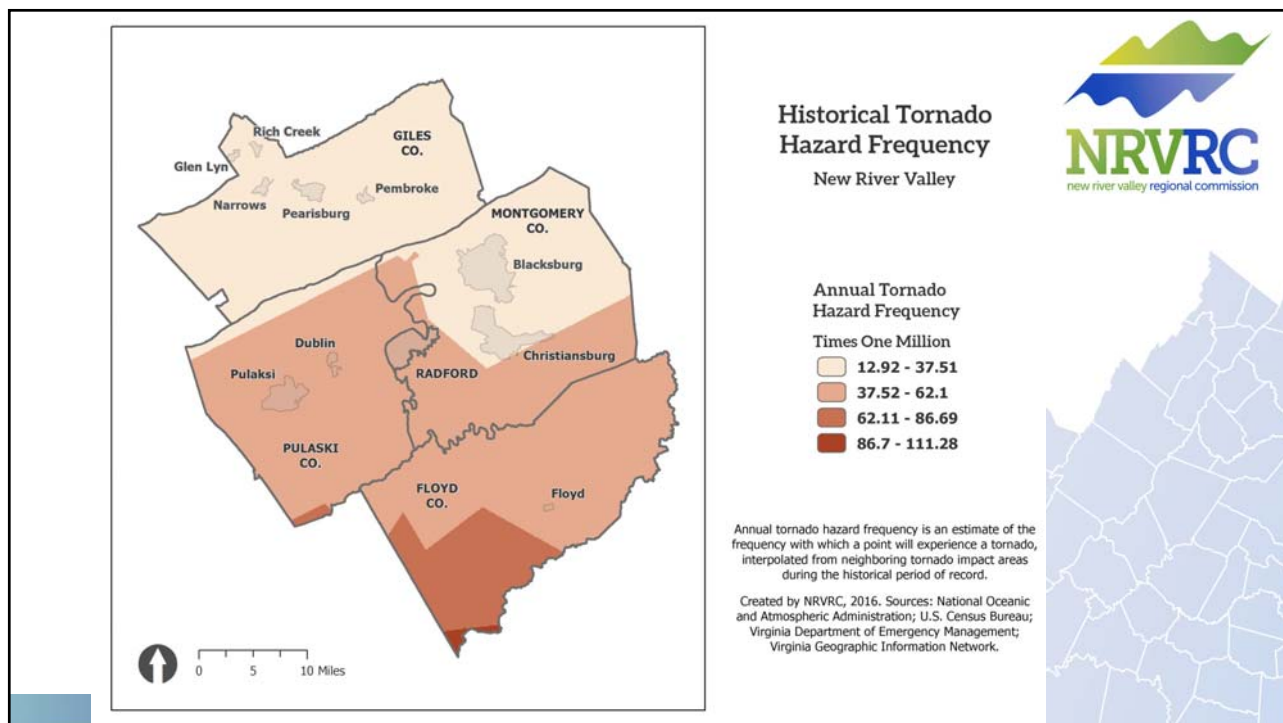 Rich Creek
GILES
CO.
Glen Lyn
Pembroke
Narrows
Pearisburg
MONTGOMERY
CO.
Blacksburg
Dublin
Christiansburg
Pulaksi
RADFORD
PULASKI
CO.
FLOYD
CO.
Floyd
0 5 10 Miles
Historical Tornado
Hazard Frequency
New River Valley
Annual Tornado
Hazard Frequency
Times One Million
12.92 - 37.51
37.52 - 62.1
62.11 - 86.69
86.7 - 111.28
Annual tornado hazard frequency is an estimate of the
frequency with which a point will experience a tornado,
interpolated from neighboring tornado impact areas
during the historical period of record.
Created by NRVRC, 2016. Sources: National Oceanic
and Atmospheric Administration; U.S. Census Bureau;
Virginia Department of Emergency Management;
Virginia Geographic Information Network.
NRVRC
new river valley regional commission